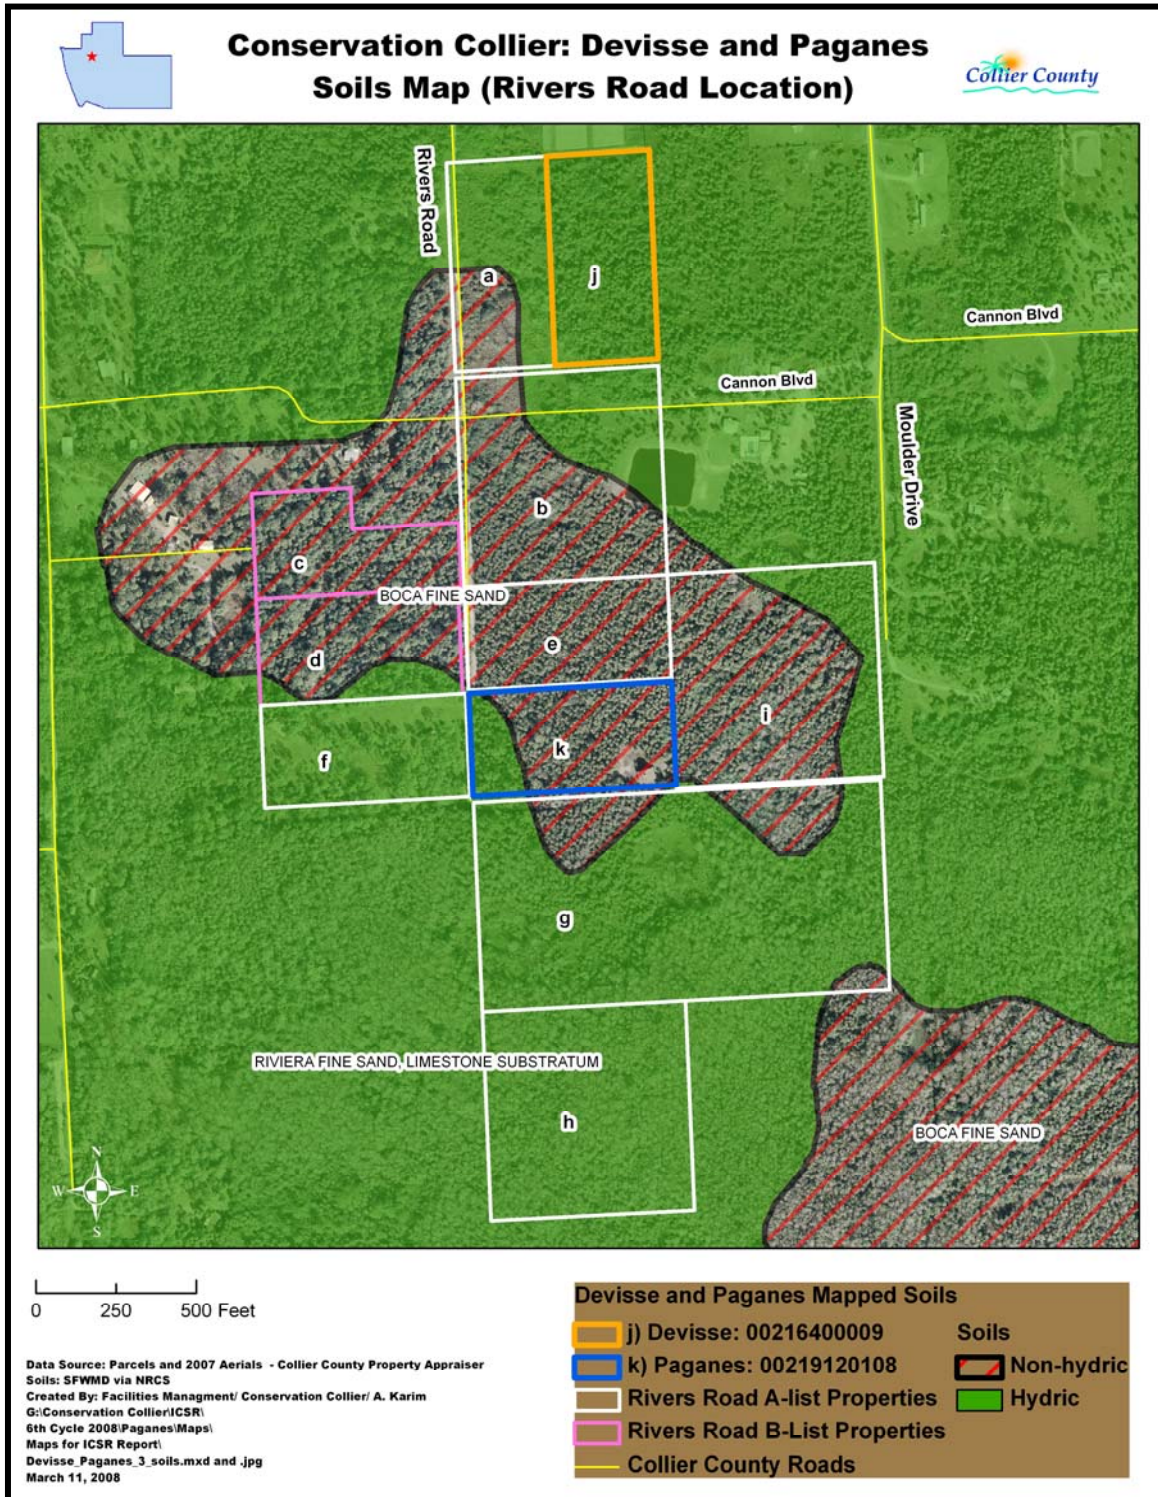 Conservation Collier: Devisse and Paganes
Soils Map (Rivers Road Location)
Collier County
Rivers Road
a
j
Cannon Blvd
Cannon Blvd
Moulder Drive
b
c
BOCA FINE SAND
e
d
i
k
f
g
RIVIERA FINE SAND, LIMESTONE SUBSTRATUM
h
BOCA FINE SAND
N
W E
S
0 250 500 Feet
Data Source: Parcels and 2007 Aerials - Collier County Property Appraiser
Soils: SFWMD via NRCS
Created By: Facilities Managment/ Conservation Collier/ A. Karim
G:\Conservation Collier\ICSR\
6th Cycle 2008\Paganes\Maps\
Maps for ICSR Report\
Devisse_Paganes_3_soils.mxd and .jpg
March 11, 2008
Devisse and Paganes Mapped Soils
j) Devisse: 00216400009
k) Paganes: 00219120108
Rivers Road A-list Properties
Rivers Road B-List Properties
Collier County Roads
Soils
Non-hydric
Hydric